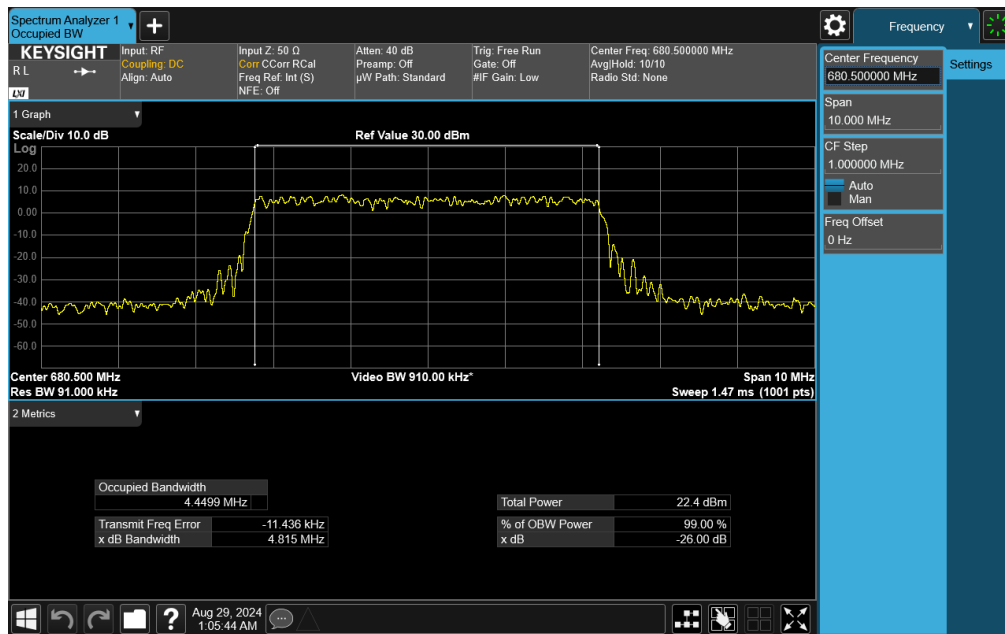 Spectrum Analyzer 1
Occupied BW
Frequency
KEYSIGHT
R L
LXI
Input: RF
Coupling: DC
Align: Auto
Input Z: 50 Ω
Corr CCorr RCal
Freq Ref: Int (S)
NFE: Off
Atten: 40 dB
Preamp: Off
µW Path: Standard
Trig: Free Run
Gate: Off
#IF Gain: Low
Center Freq: 680.500000 MHz
Avg|Hold: 10/10
Radio Std: None
Center Frequency
680.500000 MHz
Settings
Span
10.000 MHz
CF Step
1.000000 MHz
Auto
Man
Freq Offset
0 Hz
1 Graph
Scale/Div 10.0 dB
Ref Value 30.00 dBm
Log
20.0
10.0
0.00
-10.0
-20.0
-30.0
-40.0
-50.0
-60.0
Center 680.500 MHz
Video BW 910.00 kHz*
Span 10 MHz
Res BW 91.000 kHz
Sweep 1.47 ms (1001 pts)
2 Metrics
Occupied Bandwidth
4.4499 MHz
Total Power 22.4 dBm
Transmit Freq Error -11.436 kHz
% of OBW Power 99.00 %
x dB Bandwidth 4.815 MHz
x dB -26.00 dB
Aug 29, 2024
1:05:44 AM